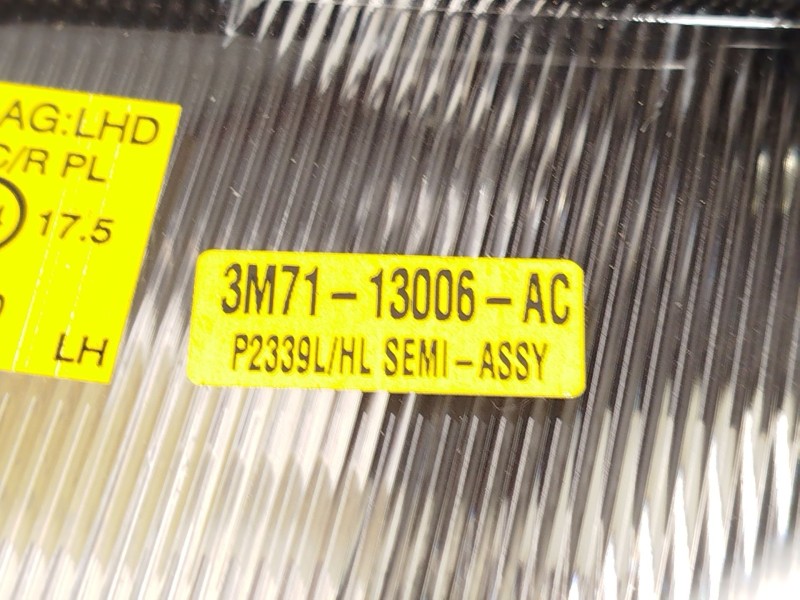 AG:LHD
C/R PL
17.5
LH
3M71-13006-AC
P2339L/HL SEMI-ASSY